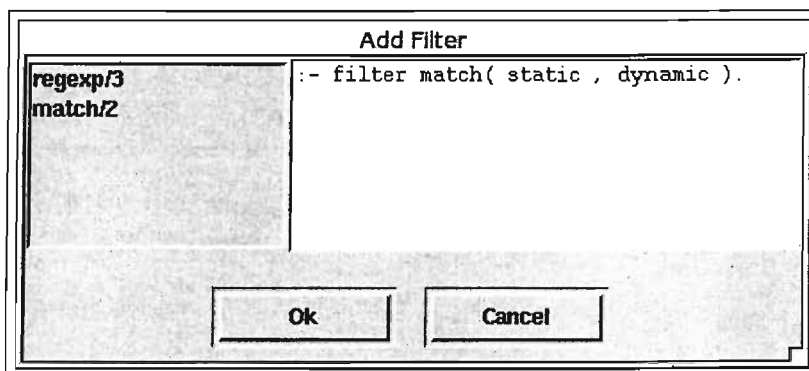 Add Filter
regexp/3
match/2
:- filter match( static , dynamic ).
Ok
Cancel